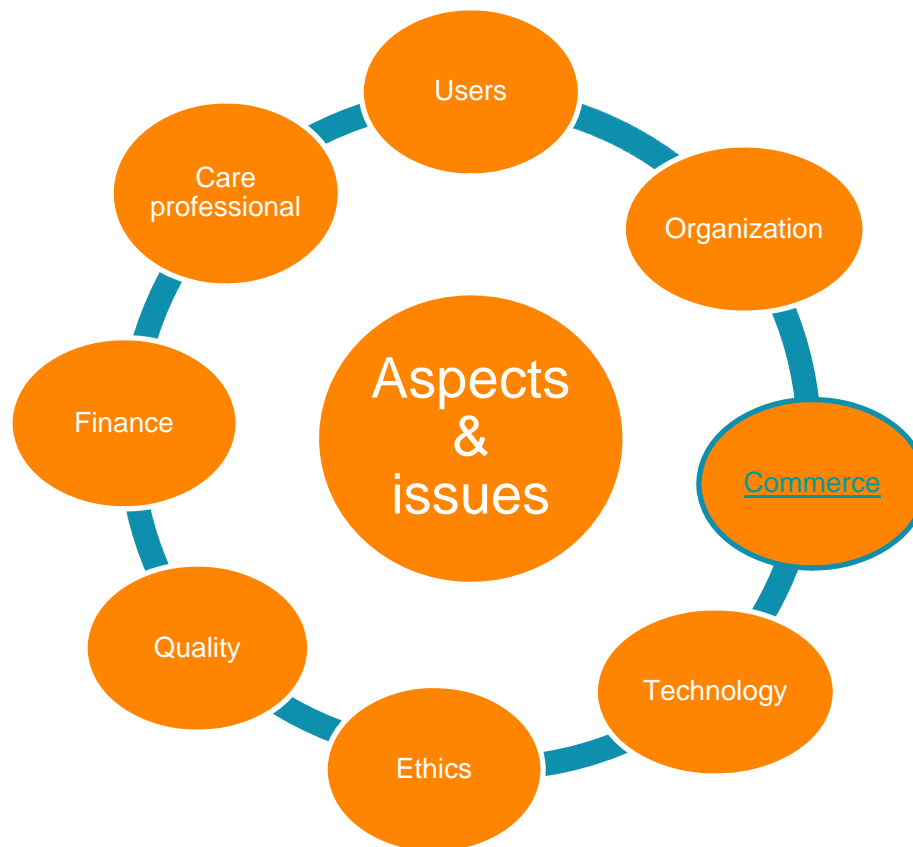 Users
Care
professional
Organization
Aspects
&
issues
Finance
Commerce
Quality
Technology
Ethics